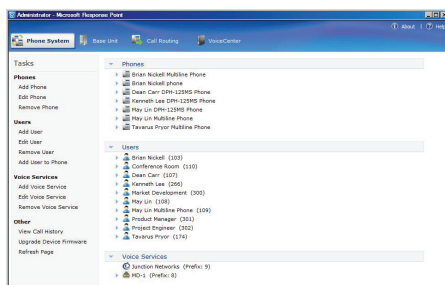 Administrator - Microsoft Response Point
About | Help
Phone System
Base Unit
Call Routing
VoiceCenter
Tasks
Phones
Add Phone
Edit Phone
Remove Phone
Users
Add User
Edit User
Remove User
Add User to Phone
Voice Services
Add Voice Service
Edit Voice Service
Remove Voice Service
Other
View Call History
Upgrade Device Firmware
Refresh Page
Phones
Brian Nickell Multiline Phone
Brian Nickell phone
Dean Carr DPH-125MS Phone
Kenneth Lee DPH-125MS Phone
May Lin DPH-125MS Phone
May Lin Multiline Phone
Tavarus Pryor Multiline Phone
Users
Brian Nickell (103)
Conference Room (110)
Dean Carr (107)
Kenneth Lee (266)
Market Development (300)
May Lin (108)
May Lin Multiline Phone (109)
Product Manager (301)
Project Engineer (302)
Tavarus Pryor (174)
Voice Services
Junction Networks (Prefix: 9)
MD-1 (Prefix: 8)